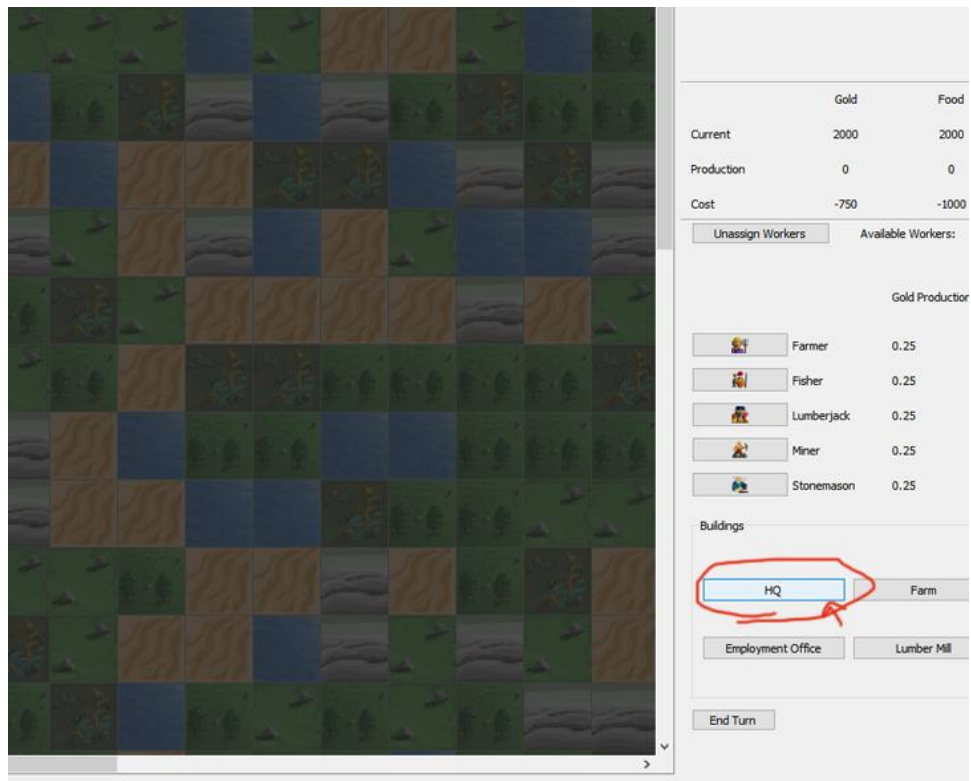 Gold Food
Current 2000 2000
Production 0 0
Cost -750 -1000
Unassign Workers Available Workers:
Gold Production
Farmer 0.25
Fisher 0.25
Lumberjack 0.25
Miner 0.25
Stonemason 0.25
Buildings
HQ Farm
Employment Office Lumber Mill
End Turn